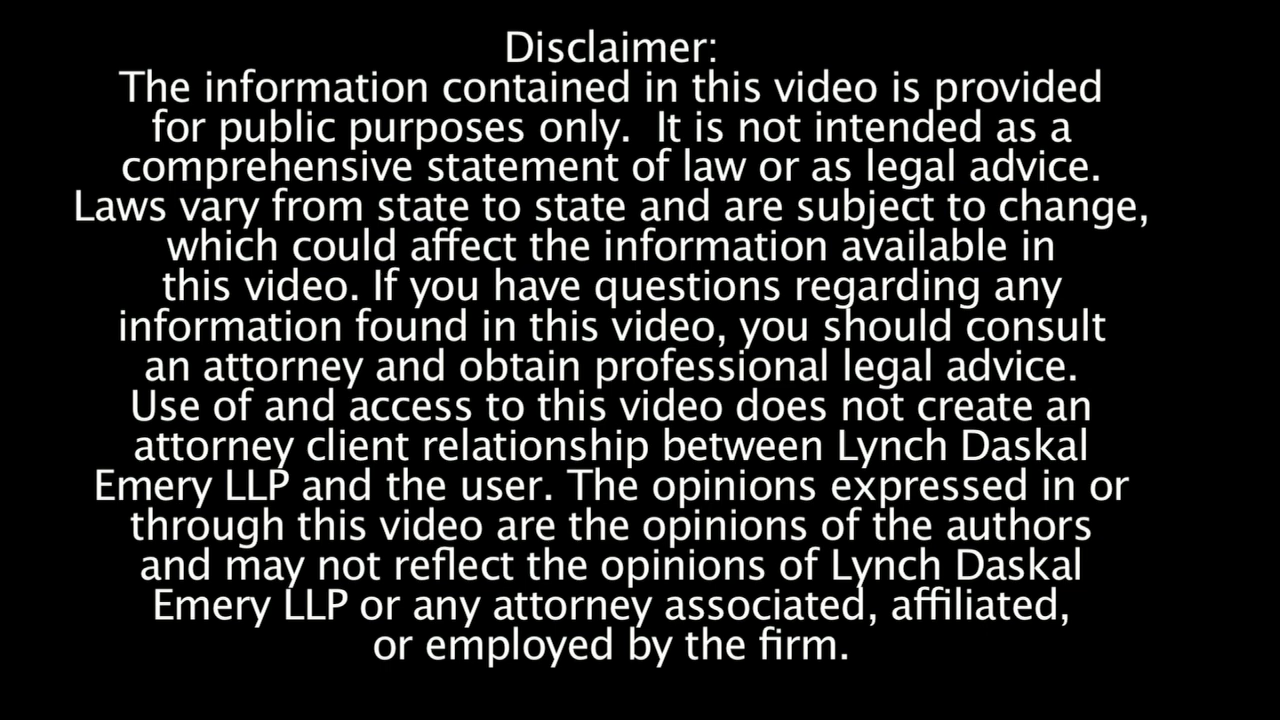 Disclaimer:
The information contained in this video is provided
for public purposes only.  It is not intended as a
comprehensive statement of law or as legal advice.
Laws vary from state to state and are subject to change,
which could affect the information available in
this video. If you have questions regarding any
information found in this video, you should consult
an attorney and obtain professional legal advice.
Use of and access to this video does not create an
attorney client relationship between Lynch Daskal
Emery LLP and the user. The opinions expressed in or
through this video are the opinions of the authors
and may not reflect the opinions of Lynch Daskal
Emery LLP or any attorney associated, affiliated,
or employed by the firm.